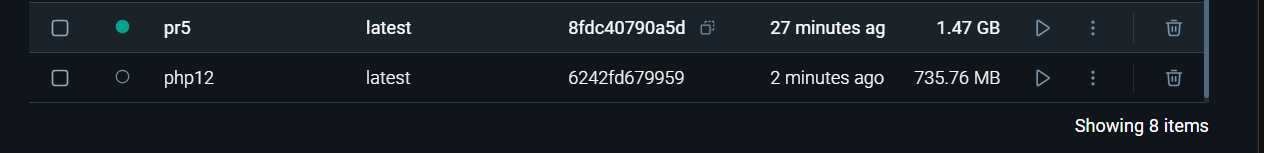 pr5 latest 8fdc40790a5d 27 minutes ag 1.47 GB
php12 latest 6242fd679959 2 minutes ago 735.76 MB
Showing 8 items